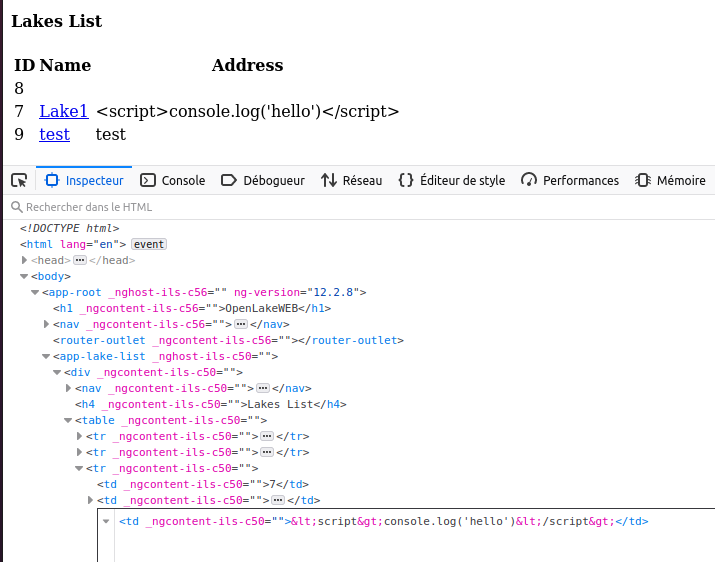 Lakes List
ID Name Address
8
7 Lake1 <script>console.log('hello')</script>
9 test test
Inspecteur Console Débogueur Réseau Éditeur de style Performances Mémoire
Rechercher dans le HTML
<!DOCTYPE html>
<html lang="en"> event
<head> ••• </head>
<body>
<app-root _nghost-ils-c56="" ng-version="12.2.8">
<h1 _ngcontent-ils-c56="">OpenLakeWEB</h1>
<nav _ngcontent-ils-c56=""> ••• </nav>
<router-outlet _ngcontent-ils-c56=""></router-outlet>
<app-lake-list _nghost-ils-c50="">
<div _ngcontent-ils-c50="">
<nav _ngcontent-ils-c50=""> ••• </nav>
<h4 _ngcontent-ils-c50="">Lakes List</h4>
<table _ngcontent-ils-c50="">
<tr _ngcontent-ils-c50=""> ••• </tr>
<tr _ngcontent-ils-c50=""> ••• </tr>
<tr _ngcontent-ils-c50="">
<td _ngcontent-ils-c50="">7</td>
<td _ngcontent-ils-c50=""> ••• </td>
<td _ngcontent-ils-c50="">&lt;script&gt;console.log('hello')&lt;/script&gt;</td>